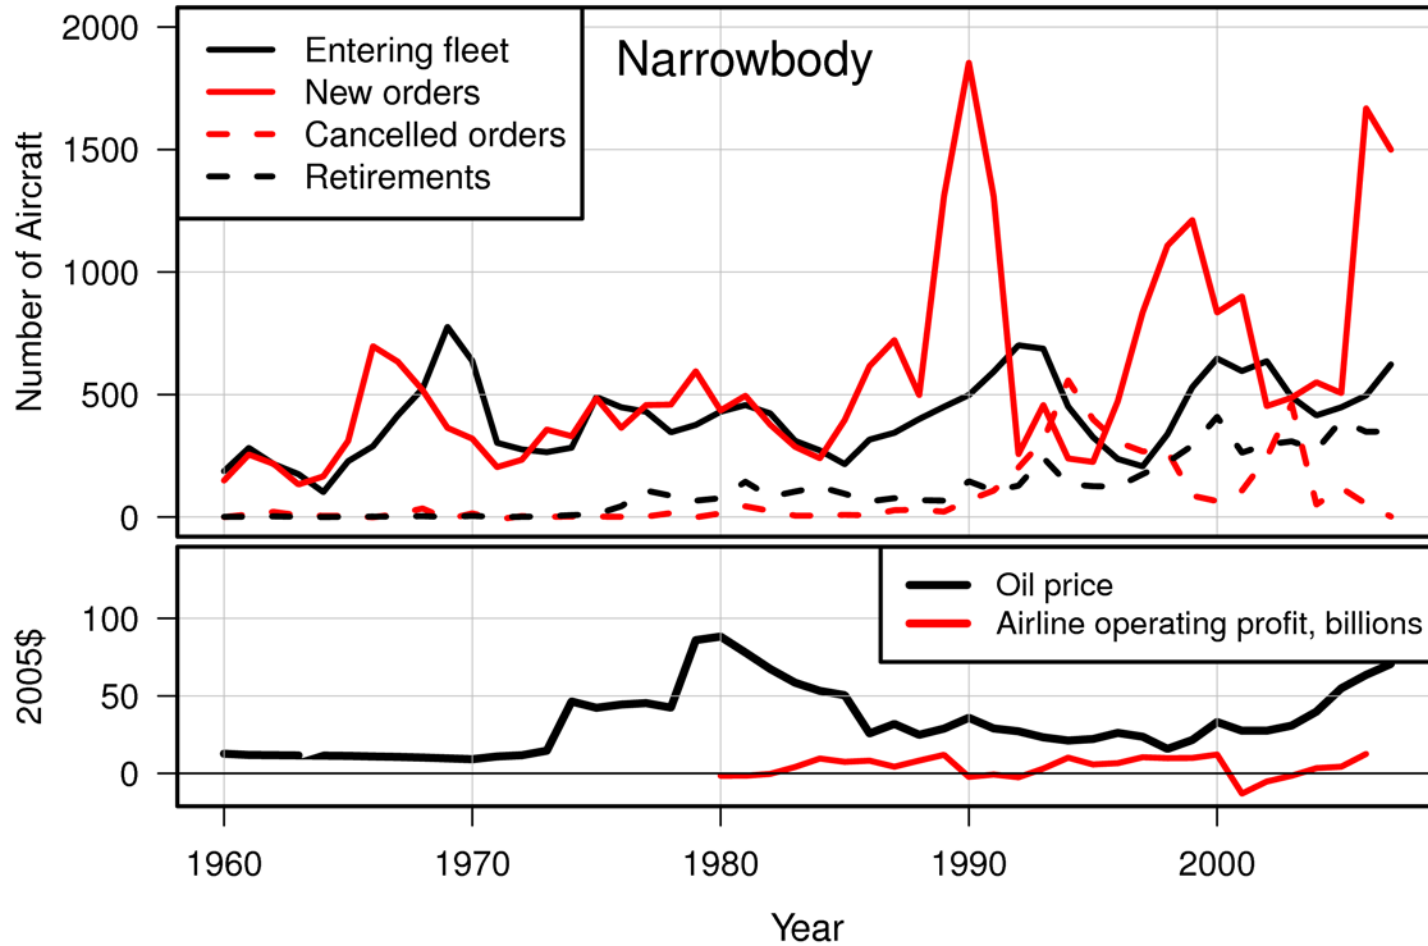 Narrowbody
Entering fleet
New orders
Cancelled orders
Retirements
Number of Aircraft
2000
1500
1000
500
0
Oil price
Airline operating profit, billions
2005$
100
50
0
1960
1970
1980
1990
2000
Year